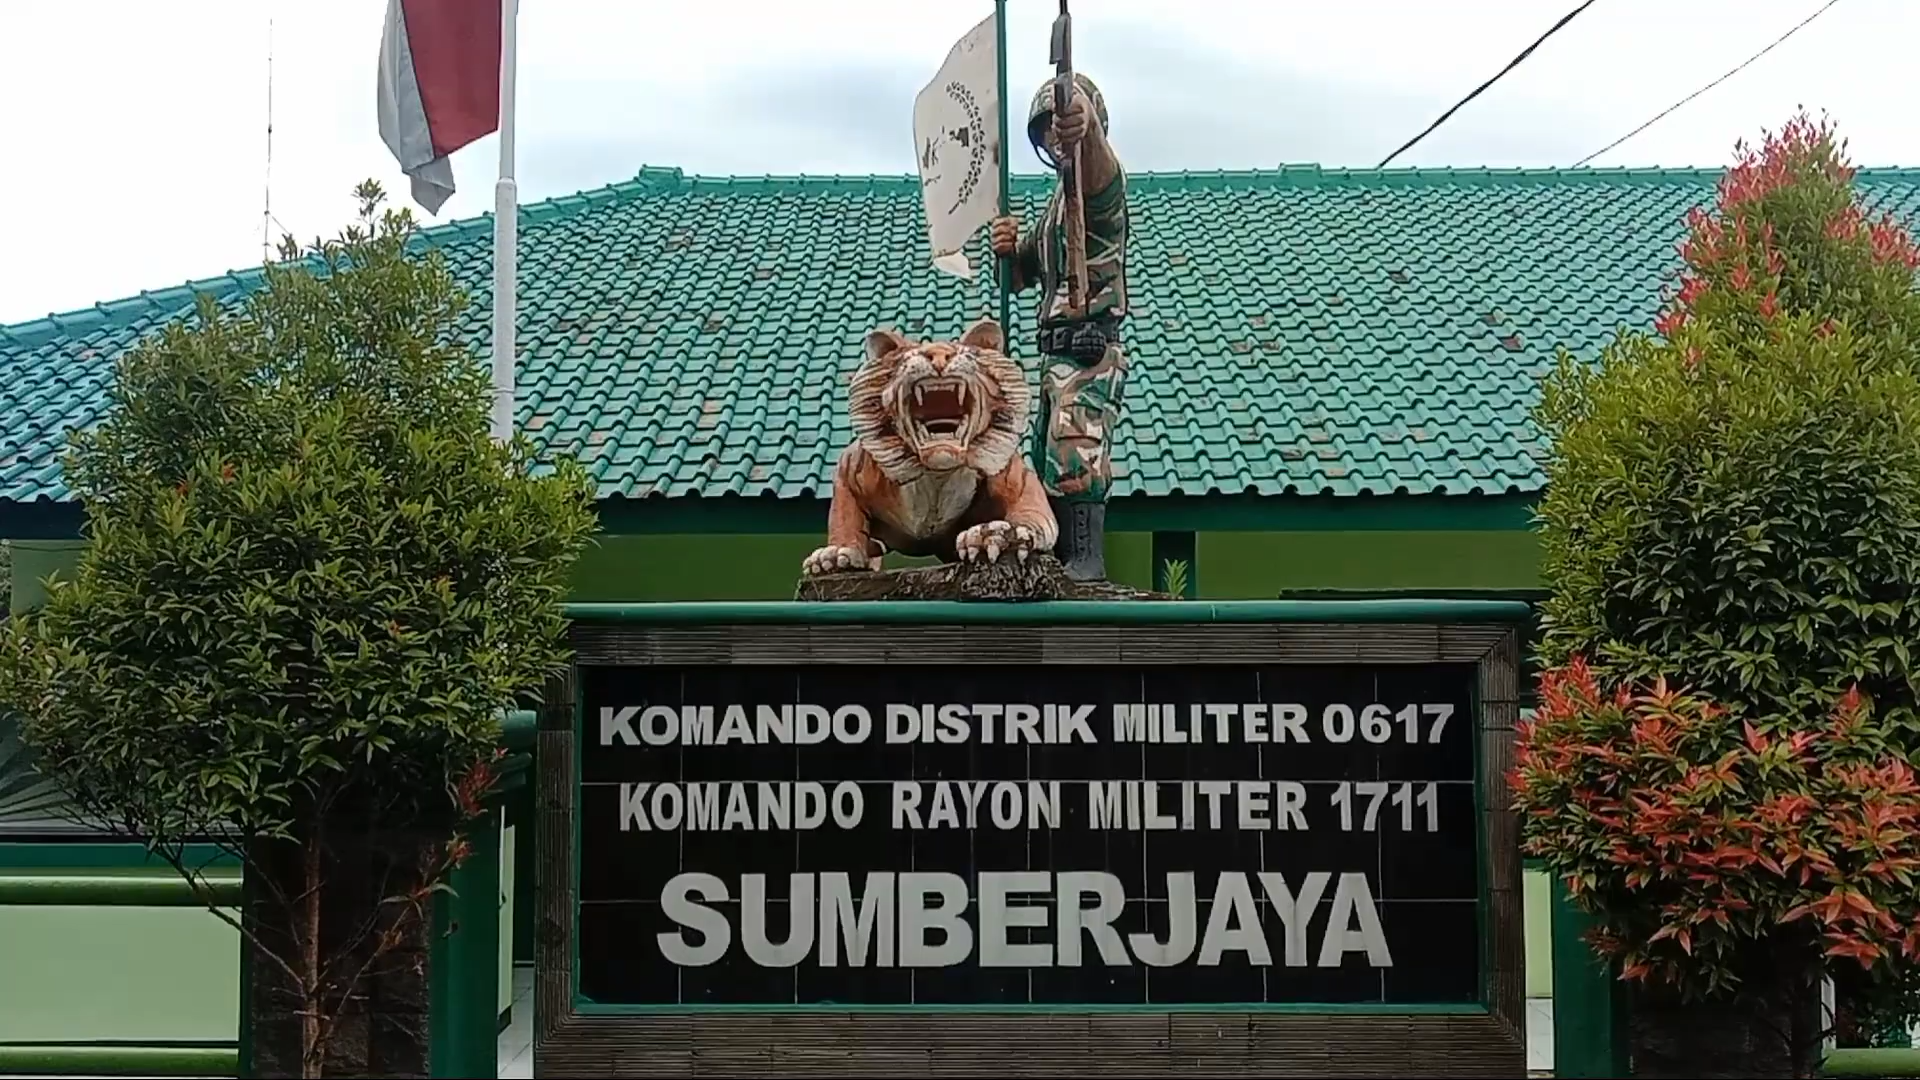 KOMANDO DISTRIK MILITER 0617
KOMANDO RAYON MILITER 1711
SUMBERJAYA